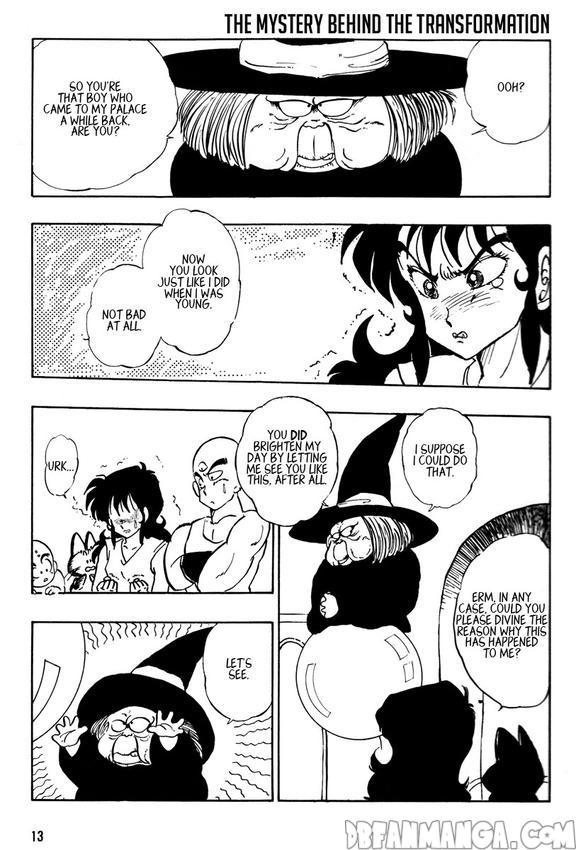 THE MYSTERY BEHIND THE TRANSFORMATION
SO YOU'RE
THAT BOY WHO
CAME TO MY PALACE
A WHILE BACK,
ARE YOU?
OOH?
NOW
YOU LOOK
JUST LIKE I DID
WHEN I WAS
YOUNG.
NOT BAD
AT ALL.
URK...
YOU DID
BRIGHTEN MY
DAY BY LETTING
ME SEE YOU LIKE
THIS, AFTER ALL.
I SUPPOSE
I COULD DO
THAT.
ERM, IN ANY
CASE, COULD YOU
PLEASE DIVINE THE
REASON WHY THIS
HAS HAPPENED
TO ME?
LET'S
SEE.
13
DBFANMANGA.COM